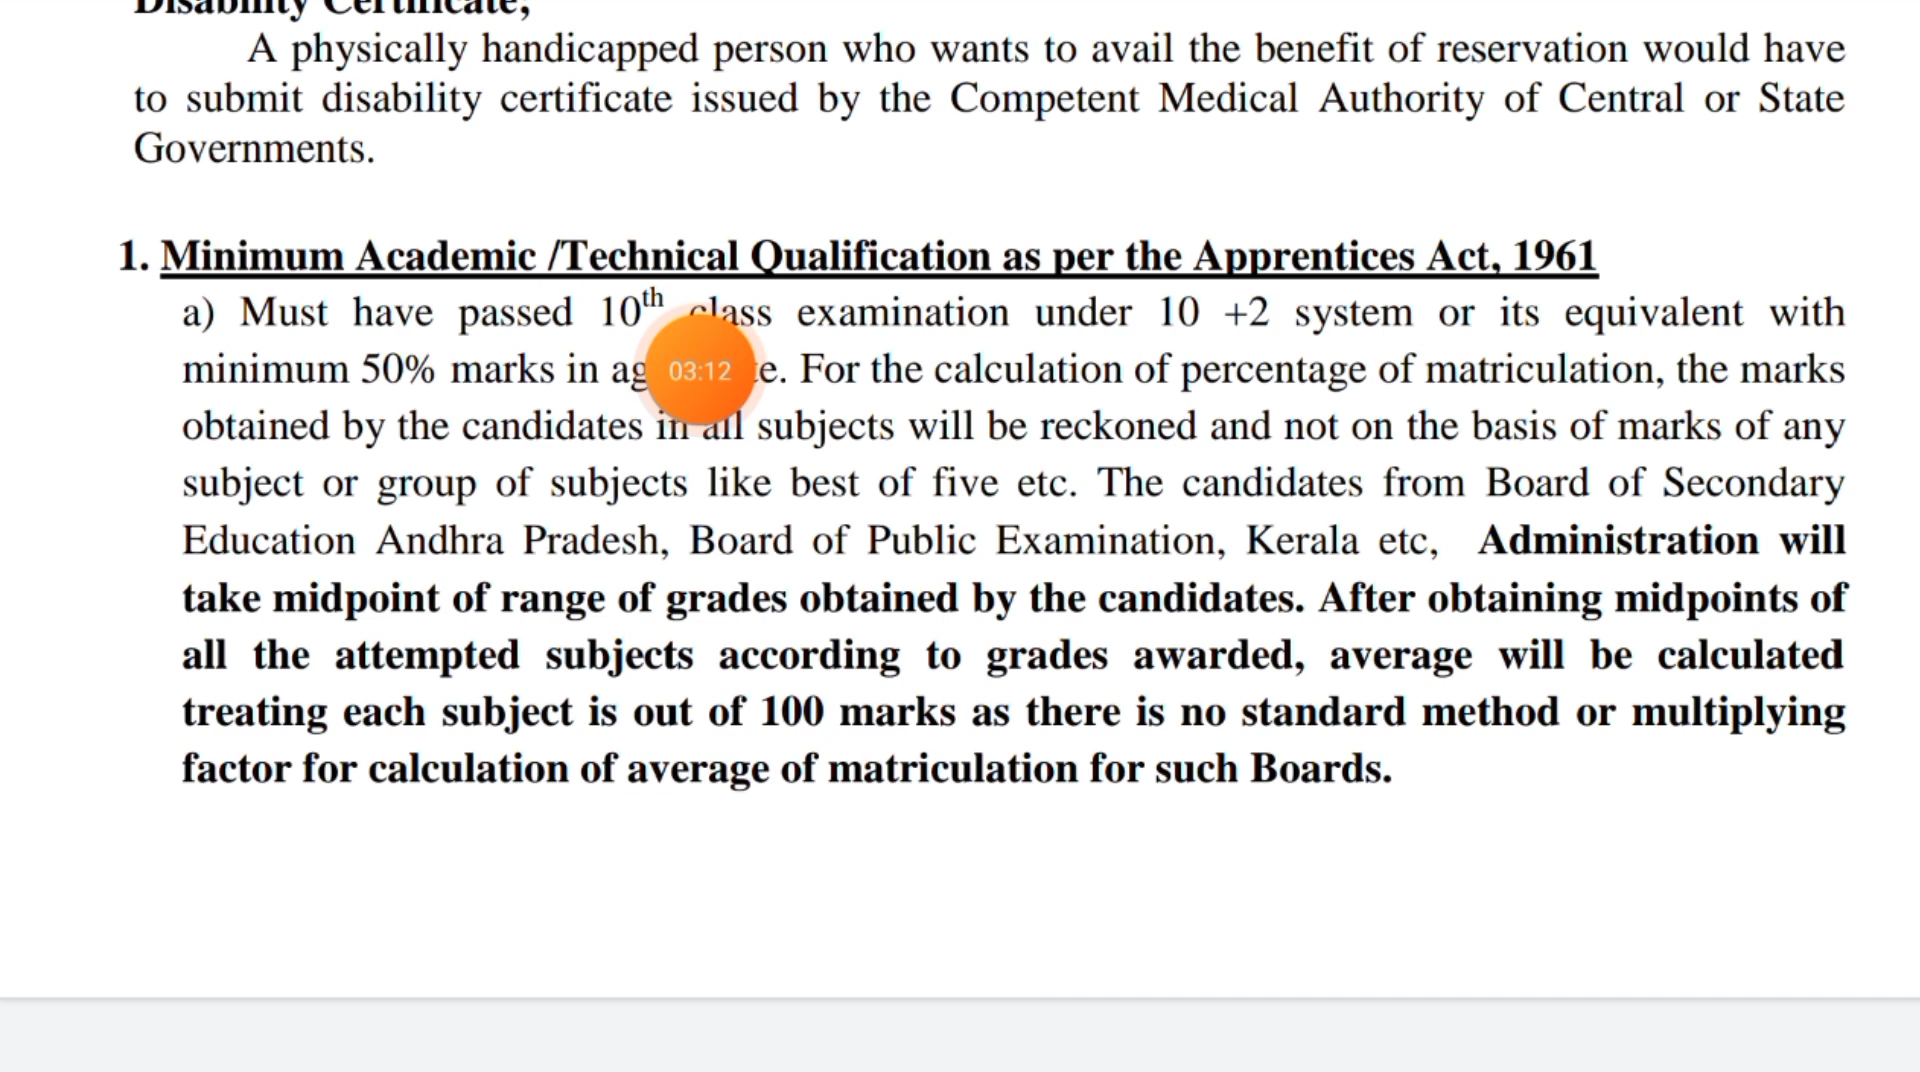 Disability Certificate;
A physically handicapped person who wants to avail the benefit of reservation would have
to submit disability certificate issued by the Competent Medical Authority of Central or State
Governments.
1. Minimum Academic /Technical Qualification as per the Apprentices Act, 1961
a) Must have passed 10th class examination under 10 +2 system or its equivalent with
minimum 50% marks in ag 03:12 e. For the calculation of percentage of matriculation, the marks
obtained by the candidates in all subjects will be reckoned and not on the basis of marks of any
subject or group of subjects like best of five etc. The candidates from Board of Secondary
Education Andhra Pradesh, Board of Public Examination, Kerala etc, Administration will
take midpoint of range of grades obtained by the candidates. After obtaining midpoints of
all the attempted subjects according to grades awarded, average will be calculated
treating each subject is out of 100 marks as there is no standard method or multiplying
factor for calculation of average of matriculation for such Boards.